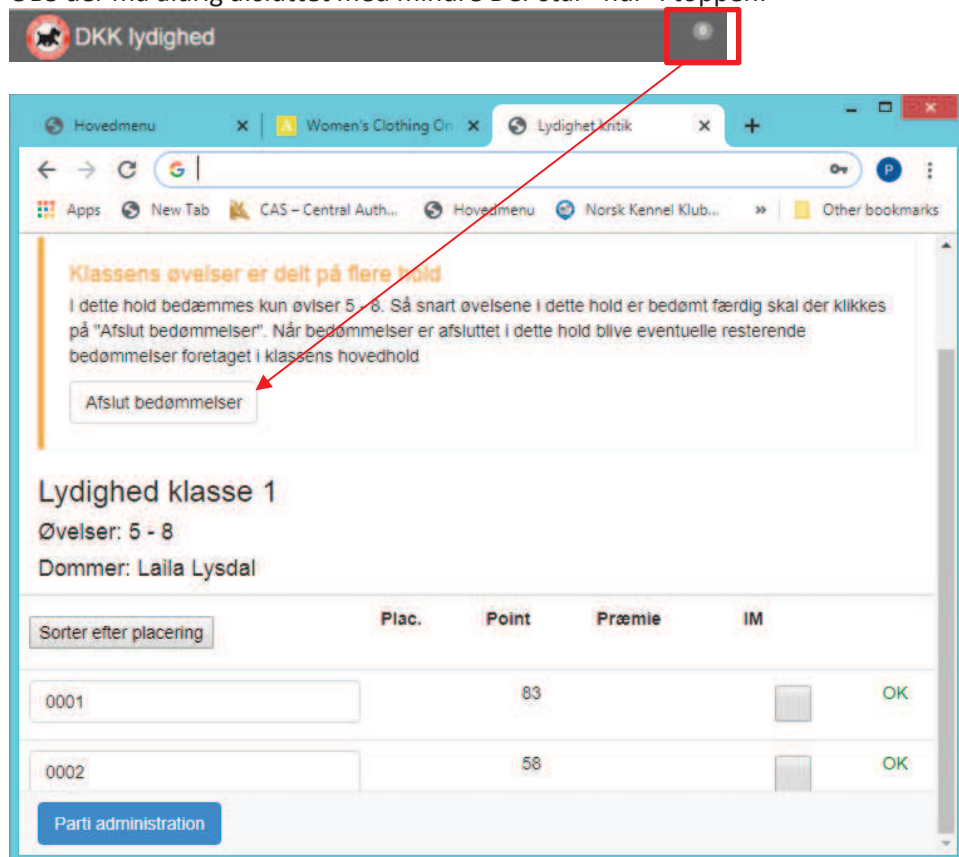 DKK lydighed 0
Hovedmenu Women's Clothing On Lydighet kritik
G
P
Apps New Tab CAS – Central Auth... Hovedmenu Norsk Kennel Klub... » Other bookmarks
Klassens øvelser er delt på flere hold
I dette hold bedæmmes kun øvlser 5 - 8. Så snart øvelsene i dette hold er bedømt færdig skal der klikkes
på "Afslut bedømmelser". Når bedømmelser er afsluttet i dette hold blive eventuelle resterende
bedømmelser foretaget i klassens hovedhold
Afslut bedømmelser
Lydighed klasse 1
Øvelser: 5 - 8
Dommer: Laila Lysdal
Sorter efter placering Plac. Point Præmie IM
0001 83 OK
0002 58 OK
Parti administration